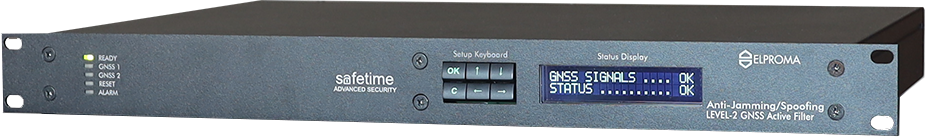 READY
GNSS 1
GNSS 2
RESET
ALARM
safetime
ADVANCED SECURITY
Setup Keyboard
OK ↑ ↓
C ← →
Status Display
GNSS SIGNALS .... OK
STATUS........... OK
ELPROMA
Anti-Jamming/Spoofing
LEVEL-2 GNSS Active Filter